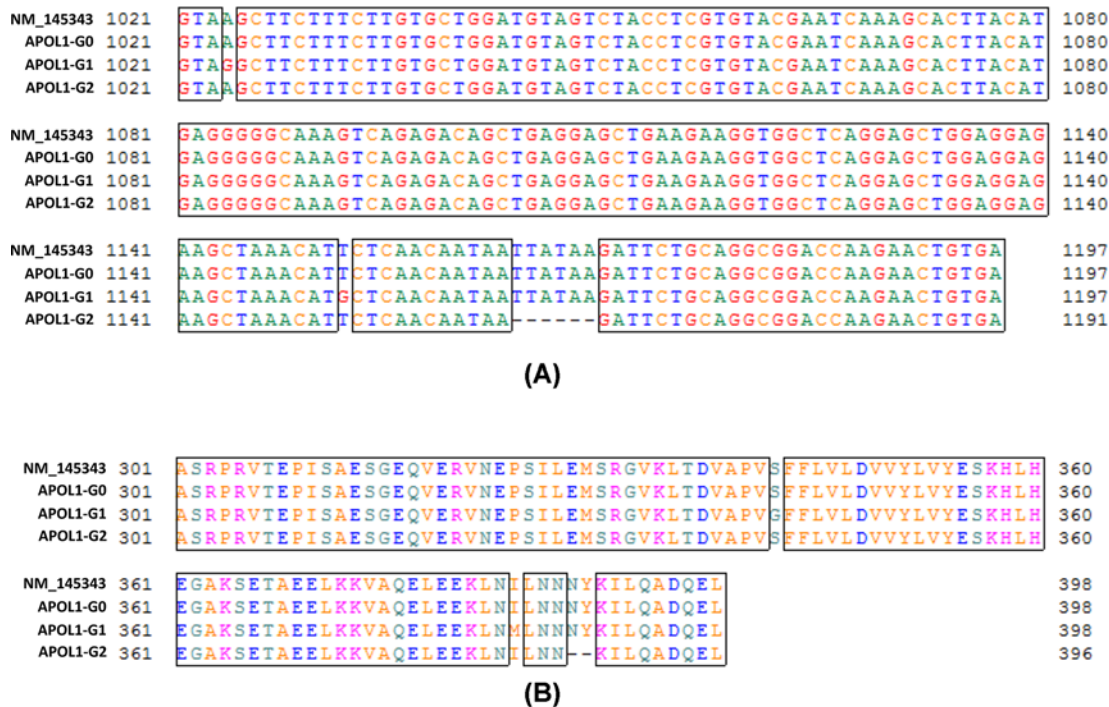 NM_145343 1021 GTAAGCTTCTTTCTTGTGCTGGATGTAGTCTACCTCGTGTACGAATCAAAGCACTTACAT 1080
APOL1-G0 1021 GTAAGCTTCTTTCTTGTGCTGGATGTAGTCTACCTCGTGTACGAATCAAAGCACTTACAT 1080
APOL1-G1 1021 GTAGGCTTCTTTCTTGTGCTGGATGTAGTCTACCTCGTGTACGAATCAAAGCACTTACAT 1080
APOL1-G2 1021 GTAAGCTTCTTTCTTGTGCTGGATGTAGTCTACCTCGTGTACGAATCAAAGCACTTACAT 1080
NM_145343 1081 GAGGGGGCAAAGTCAGAGACAGCTGAGGAGCTGAAGAAGGTGGCTCAGGAGCTGGAGGAG 1140
APOL1-G0 1081 GAGGGGGCAAAGTCAGAGACAGCTGAGGAGCTGAAGAAGGTGGCTCAGGAGCTGGAGGAG 1140
APOL1-G1 1081 GAGGGGGCAAAGTCAGAGACAGCTGAGGAGCTGAAGAAGGTGGCTCAGGAGCTGGAGGAG 1140
APOL1-G2 1081 GAGGGGGCAAAGTCAGAGACAGCTGAGGAGCTGAAGAAGGTGGCTCAGGAGCTGGAGGAG 1140
NM_145343 1141 AAGCTAAACATTCTCAACAATAATTATAAGATTCTGCAGGCGGACCAAGAACTGTGA 1197
APOL1-G0 1141 AAGCTAAACATTCTCAACAATAATTATAAGATTCTGCAGGCGGACCAAGAACTGTGA 1197
APOL1-G1 1141 AAGCTAAACATGCTCAACAATAATTATAAGATTCTGCAGGCGGACCAAGAACTGTGA 1197
APOL1-G2 1141 AAGCTAAACATTCTCAACAATAA------GATTCTGCAGGCGGACCAAGAACTGTGA 1191
(A)
NM_145343 301 ASRPRVTEPISAESGEQVERVNEPSILEMSRGVKLTDVAPVSFFLVLDVVYLVYESKHLH 360
APOL1-G0 301 ASRPRVTEPISAESGEQVERVNEPSILEMSRGVKLTDVAPVSFFLVLDVVYLVYESKHLH 360
APOL1-G1 301 ASRPRVTEPISAESGEQVERVNEPSILEMSRGVKLTDVAPVGFFLVLDVVYLVYESKHLH 360
APOL1-G2 301 ASRPRVTEPISAESGEQVERVNEPSILEMSRGVKLTDVAPVSFFLVLDVVYLVYESKHLH 360
NM_145343 361 EGAKSETAEELKKVAQELEEKLNILNNNYKILQADQEL 398
APOL1-G0 361 EGAKSETAEELKKVAQELEEKLNILNNNYKILQADQEL 398
APOL1-G1 361 EGAKSETAEELKKVAQELEEKLNMLNNNYKILQADQEL 398
APOL1-G2 361 EGAKSETAEELKKVAQELEEKLNILNN--KILQADQEL 396
(B)